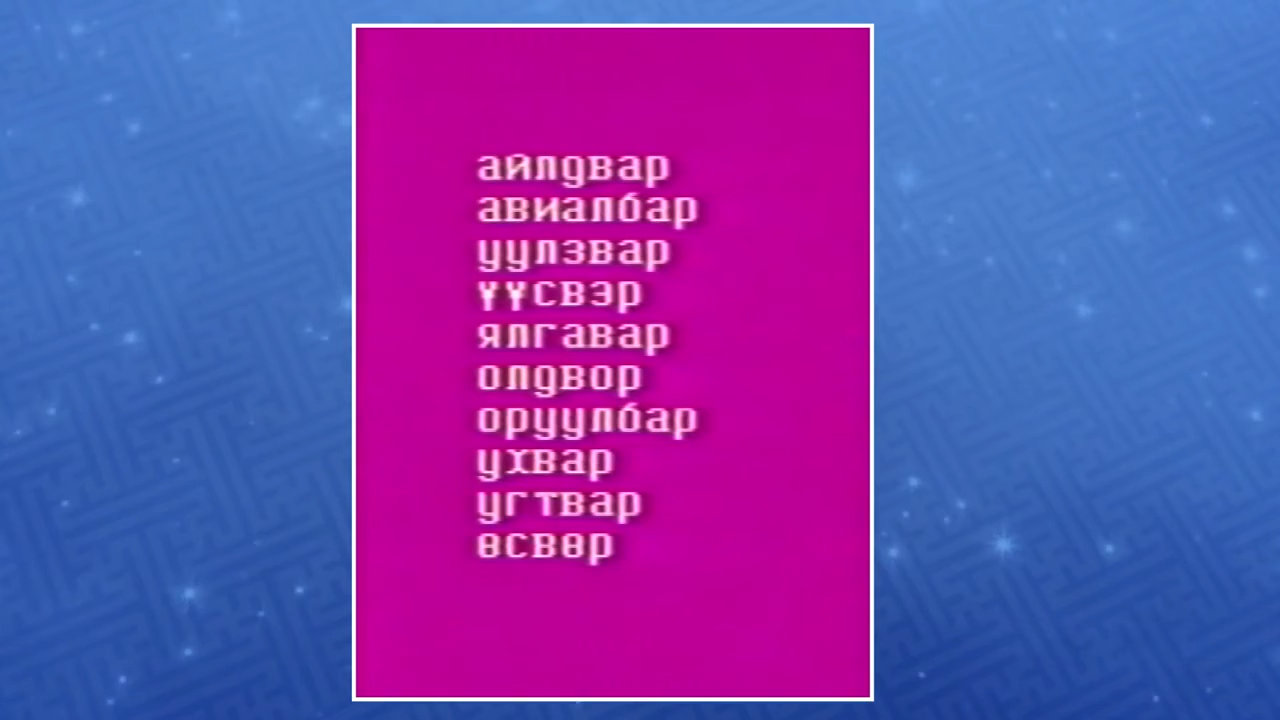 айлдвар
авиалбар
уулзвар
үүсвэр
ялгавар
олдвор
оруулбар
ухвар
угтвар
өсвөр